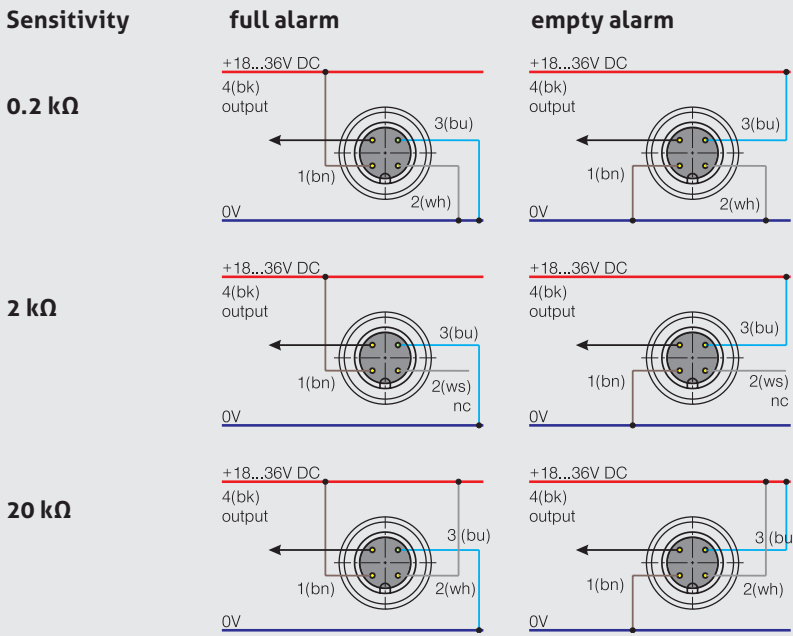 Sensitivity full alarm empty alarm
0.2 kΩ
+18...36V DC
4(bk)
output
3(bu)
1(bn)
2(wh)
0V
+18...36V DC
4(bk)
output
3(bu)
1(bn)
2(wh)
0V
2 kΩ
+18...36V DC
4(bk)
output
3(bu)
1(bn)
2(ws)
nc
0V
+18...36V DC
4(bk)
output
3(bu)
1(bn)
2(ws)
nc
0V
20 kΩ
+18...36V DC
4(bk)
output
3 (bu)
1(bn)
2(wh)
0V
+18...36V DC
4(bk)
output
3 (bu
1(bn)
2(wh)
0V